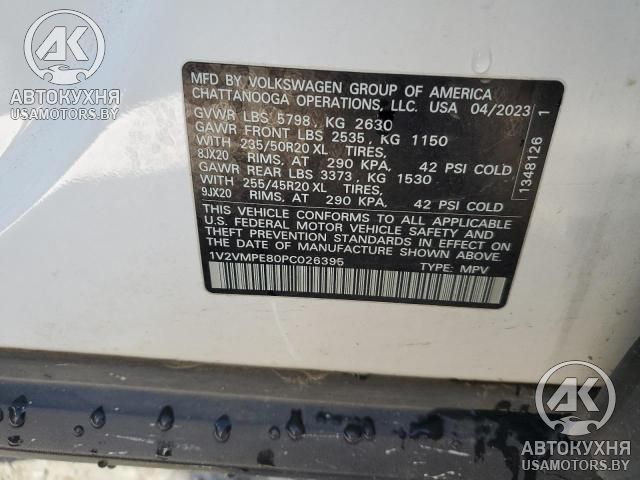 AK
АВТОКУХНЯ
USAMOTORS.BY
MFD BY VOLKSWAGEN GROUP OF AMERICA
CHATTANOOGA OPERATIONS, LLC. USA 04/2023
GVWR LBS 5798, KG 2630
GAWR FRONT LBS 2535, KG 1150
WITH 235/50R20 XL TIRES,
8JX20 RIMS, AT 290 KPA, 42 PSI COLD
GAWR REAR LBS 3373, KG 1530
WITH 255/45R20 XL TIRES,
9JX20 RIMS, AT 290 KPA, 42 PSI COLD
THIS VEHICLE CONFORMS TO ALL APPLICABLE
U.S. FEDERAL MOTOR VEHICLE SAFETY AND
THEFT PREVENTION STANDARDS IN EFFECT ON
THE DATE OF MANUFACTURE SHOWN ABOVE.
1V2VMPE80PC026395 TYPE: MPV
1348126 1
AK
АВТОКУХНЯ
USAMOTORS.BY